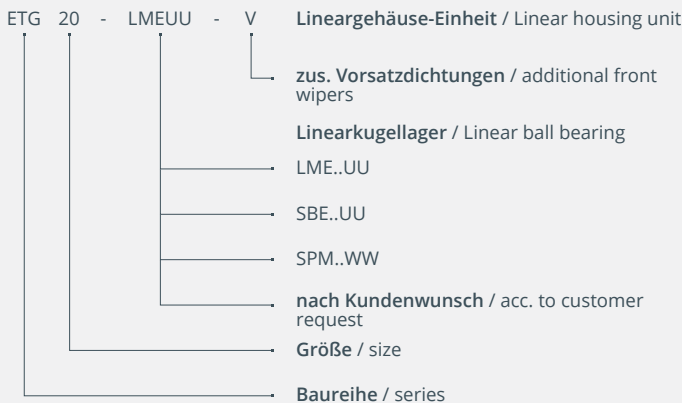 ETG 20 - LMEUU - V Lineargehäuse-Einheit / Linear housing unit
zus. Vorsatzdichtungen / additional front
wipers
Linearkugellager / Linear ball bearing
LME..UU
SBE..UU
SPM..WW
nach Kundenwunsch / acc. to customer
request
Größe / size
Baureihe / series